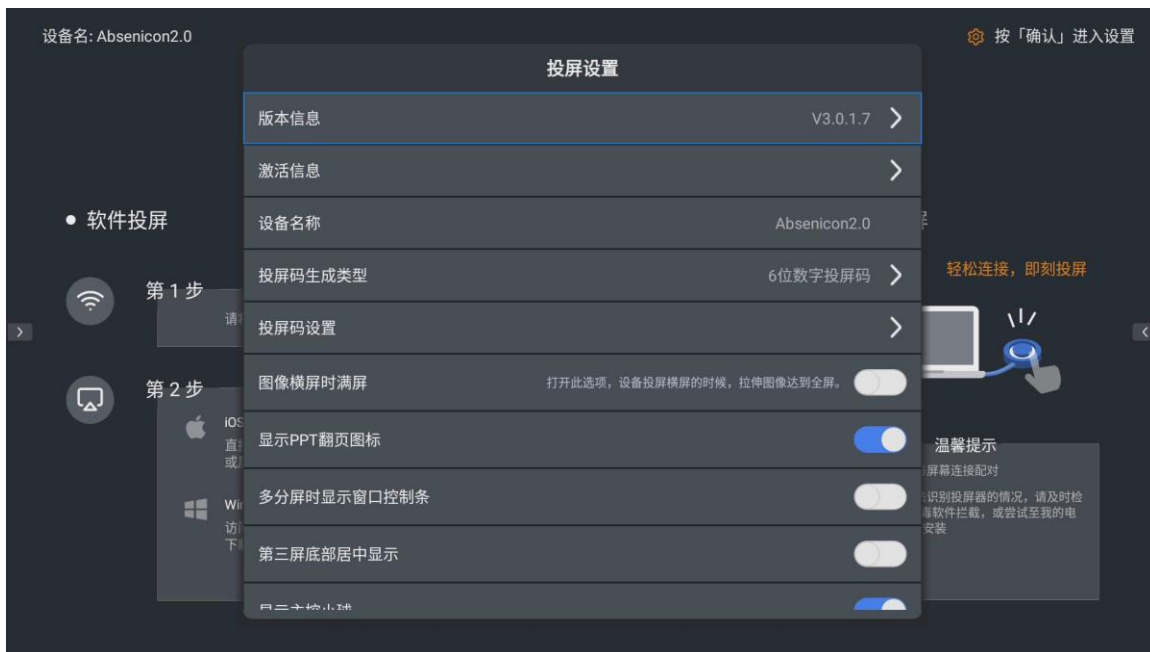 设备名: Absenicon2.0
按「确认」进入设置
投屏设置
版本信息 V3.0.1.7
激活信息
设备名称 Absenicon2.0
投屏码生成类型 6位数字投屏码
投屏码设置
图像横屏时满屏 打开此选项，设备投屏横屏的时候，拉伸图像达到全屏。
显示PPT翻页图标
多分屏时显示窗口控制条
第三屏底部居中显示
软件投屏
第 1 步
请
第 2 步
iOS
直
Win
访
下
轻松连接，即刻投屏
温馨提示
屏幕连接配对
识别投屏器的情况，请及时检
毒软件拦截，或尝试至我的电
安装